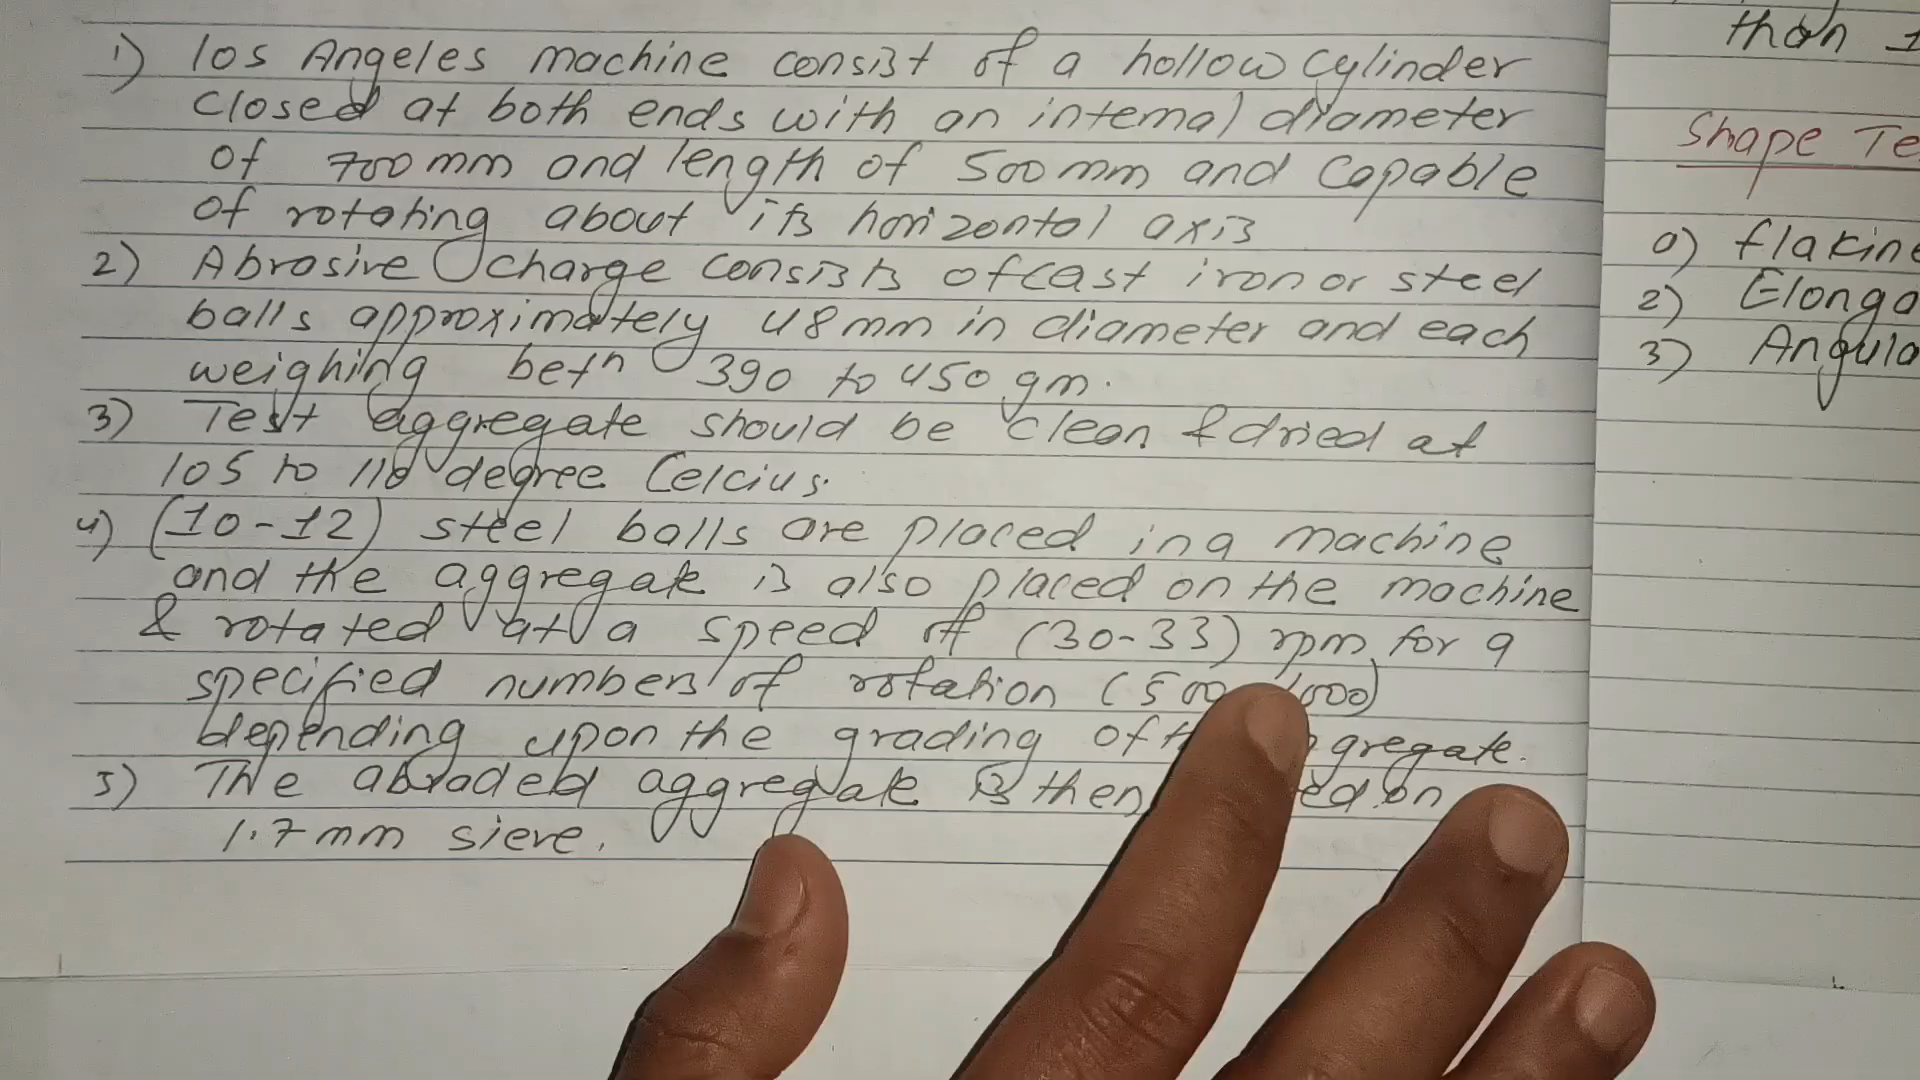 1) los Angeles machine consist of a hollow cylinder
closed at both ends with an internal diameter
of 700 mm and length of 500 mm and capable
of rotating about its horizontal axis
2) Abrasive charge consists of cast iron or steel
balls approximately 48 mm in diameter and each
weighing betn 390 to 450 gm.
3) Test aggregate should be clean & dried at
105 to 110 degree Celcius.
4) (10-12) steel balls are placed in a machine
and the aggregate is also placed on the machine
& rotated at a speed of (30-33) rpm for a
specified numbers of rotation (500 1000)
depending upon the grading of
5) The abraded aggregate is then on
1.7 mm sieve.
than 1
Shape Te
a) flakine
2) Elonga
3) Angula